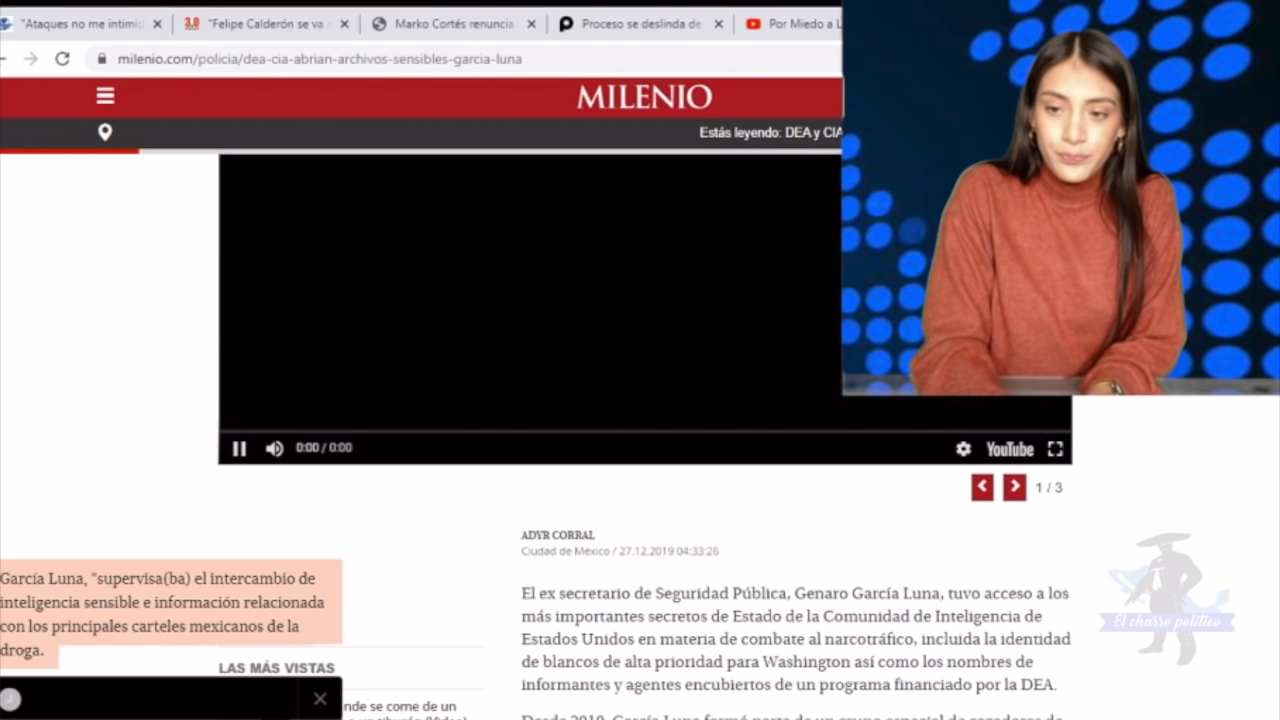 "Ataques no me intimid
"Felipe Calderón se va a
Marko Cortés renuncia
Proceso se deslinda de
Por Miedo a L
milenio.com/policia/dea-cia-abrian-archivos-sensibles-garcia-luna
MILENIO
Estás leyendo: DEA y CIA
0:00 / 0:00
YouTube
1 / 3
ADYR CORRAL
Ciudad de México / 27.12.2019 04:33:26
García Luna, "supervisa(ba) el intercambio de
inteligencia sensible e información relacionada
con los principales carteles mexicanos de la
droga.
El ex secretario de Seguridad Pública, Genaro García Luna, tuvo acceso a los
más importantes secretos de Estado de la Comunidad de Inteligencia de
Estados Unidos en materia de combate al narcotráfico, incluida la identidad
de blancos de alta prioridad para Washington así como los nombres de
informantes y agentes encubiertos de un programa financiado por la DEA.
LAS MÁS VISTAS
nde se come de un
El charro político